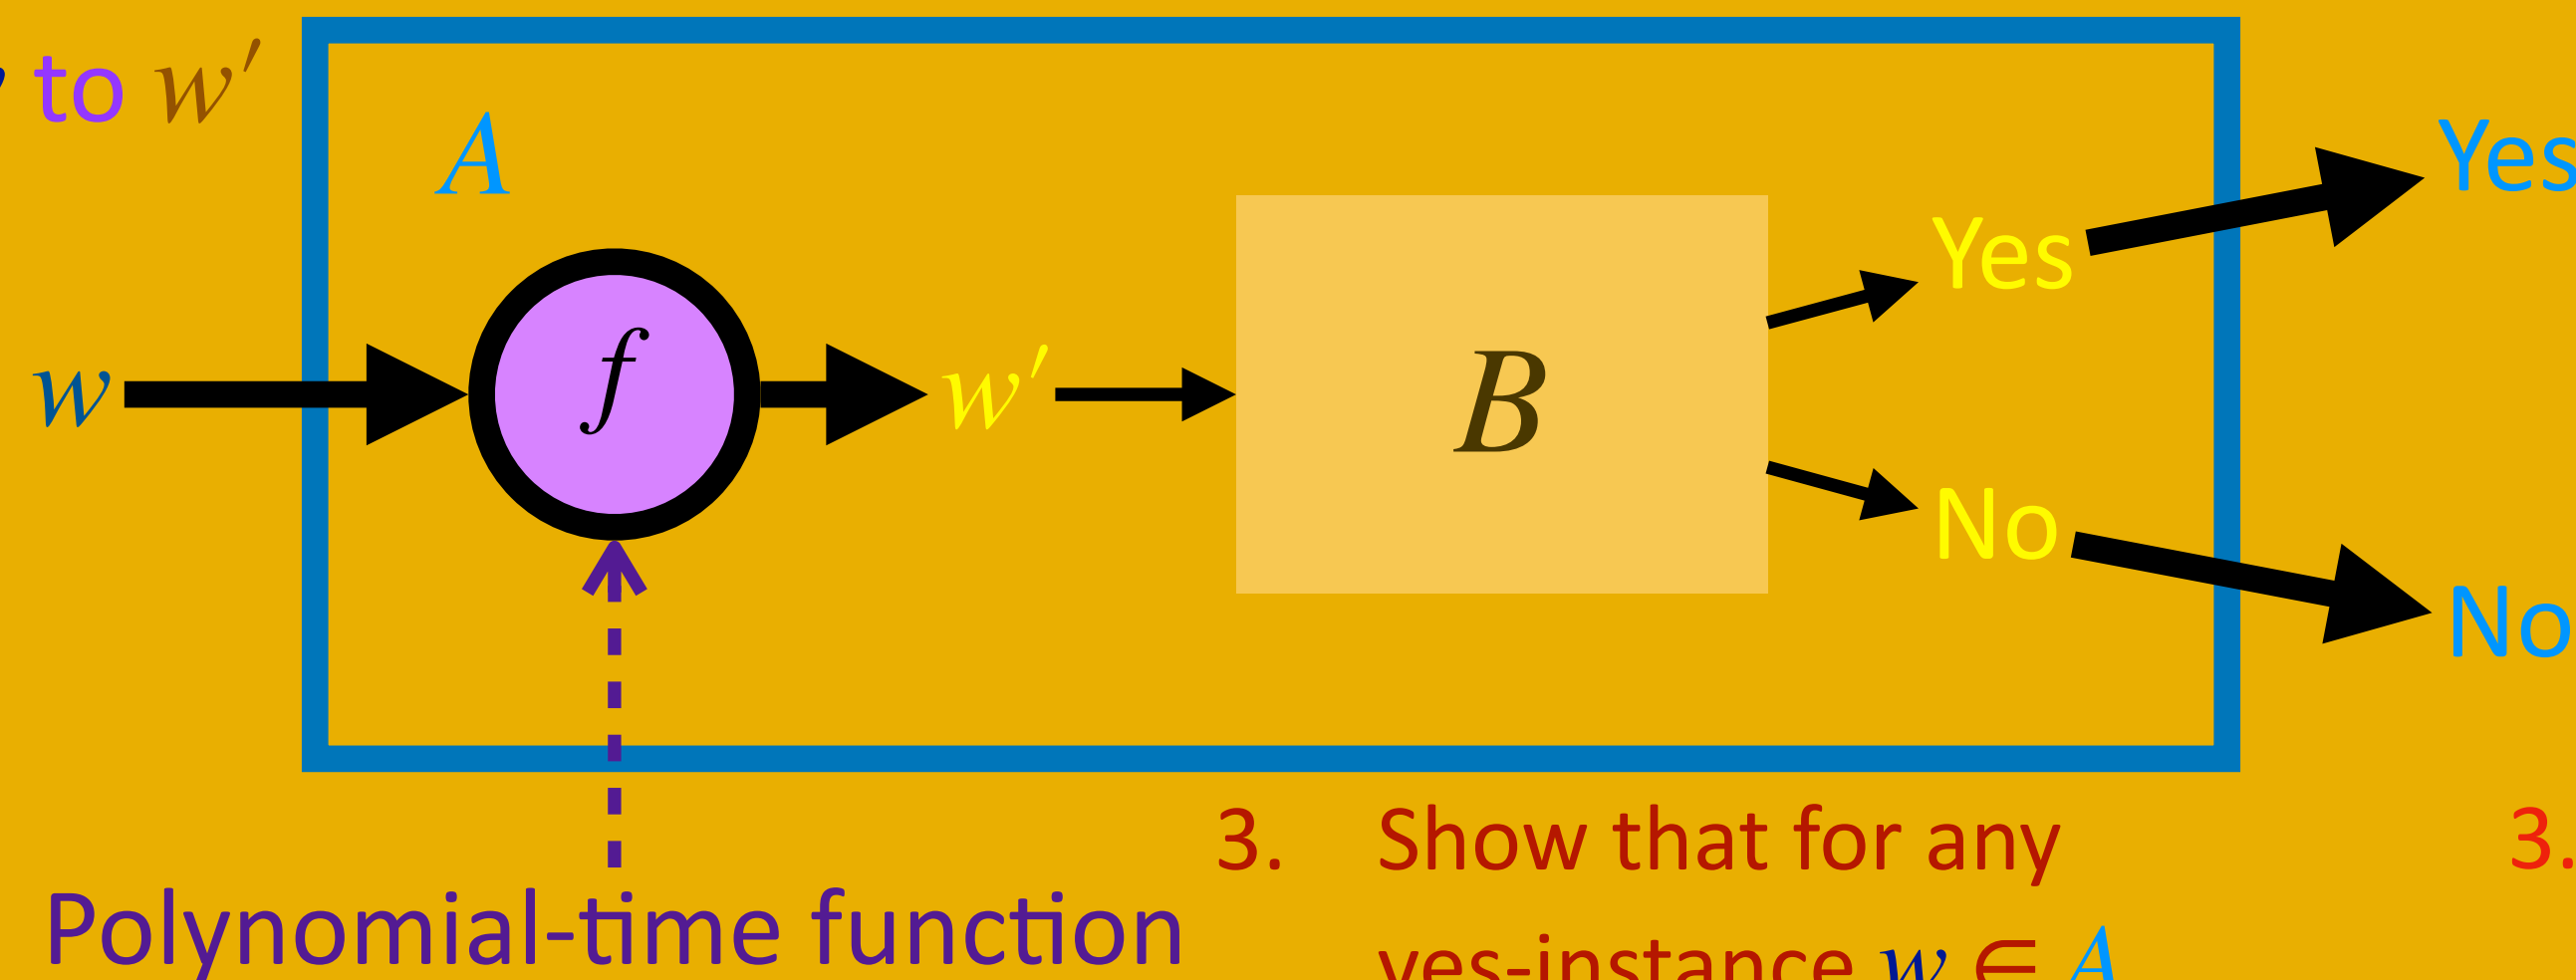 to w′
A
Yes
Yes
w
f
w′
B
No
No
3. Show that for any
3.
Polynomial-time function
yes-instance w ∈ A